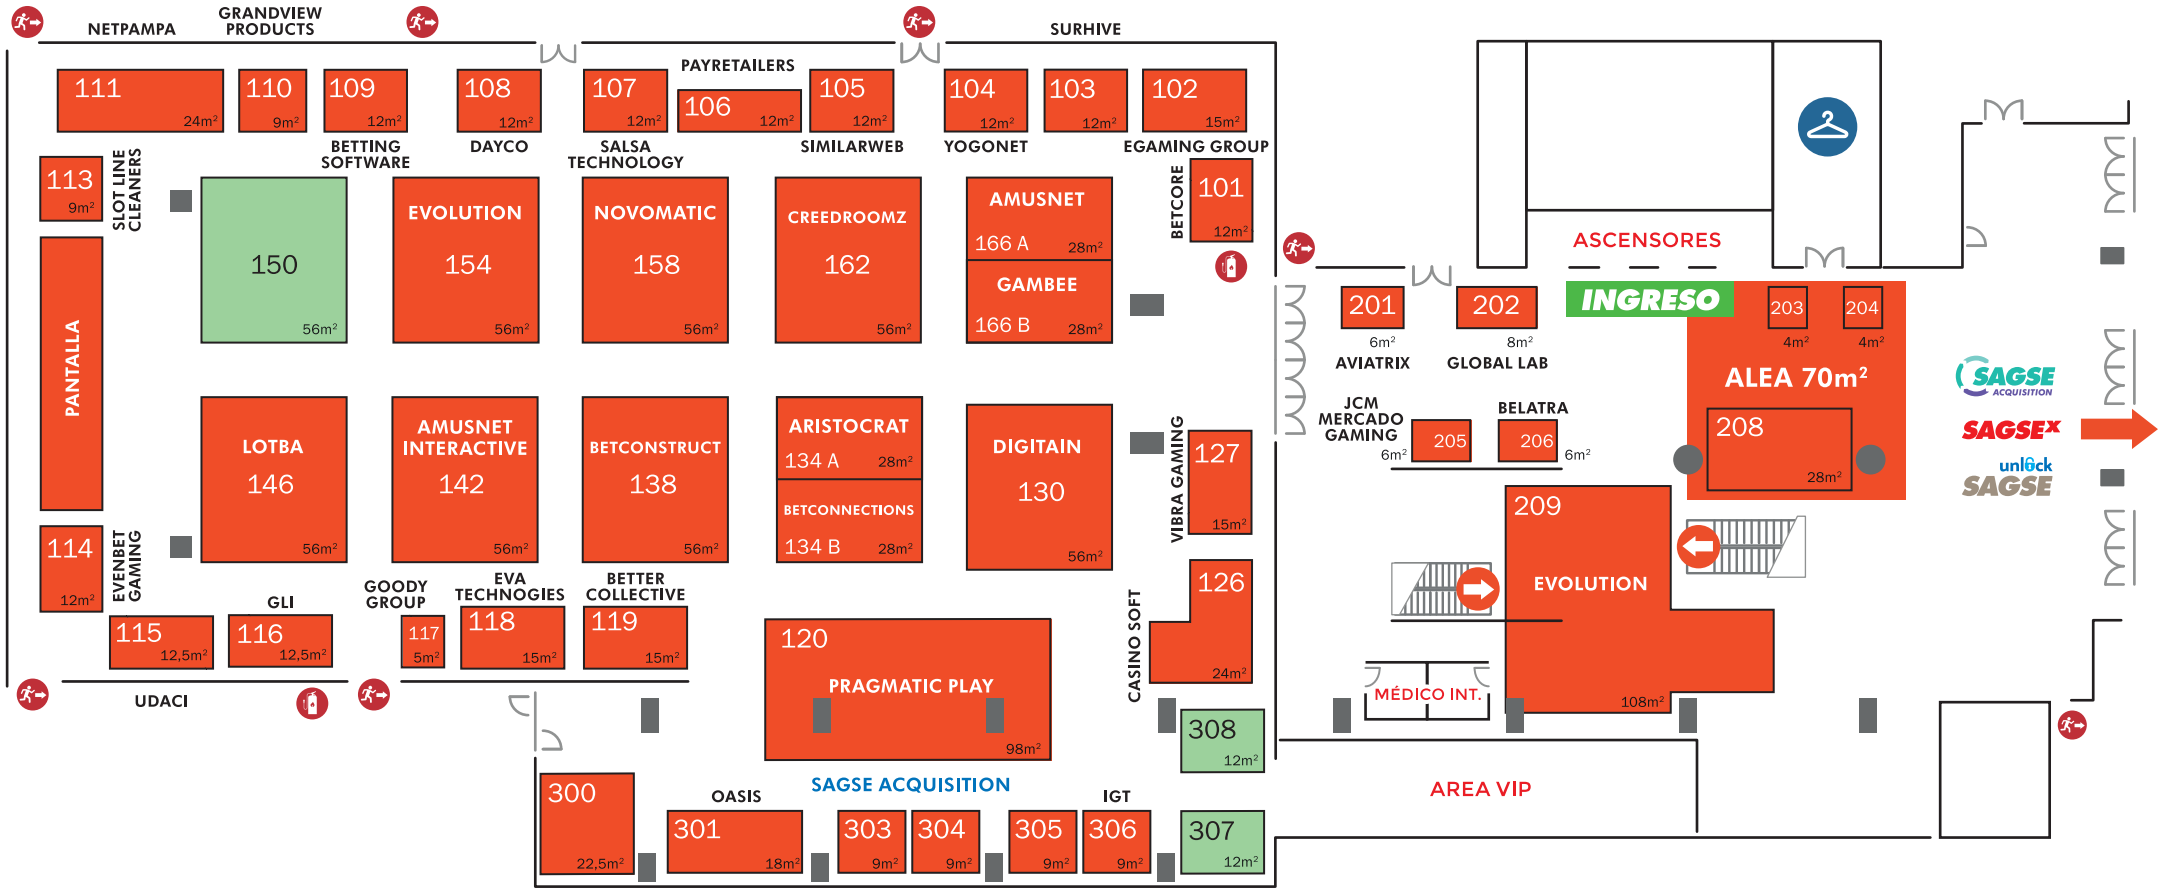 NETPAMPA
GRANDVIEW
PRODUCTS
SURHIVE
PAYRETAILERS
111
24m²
110
9m²
109
12m²
108
12m²
107
12m²
106
12m²
105
12m²
104
12m²
103
12m²
102
15m²
BETTING
SOFTWARE
DAYCO
SALSA
TECHNOLOGY
SIMILARWEB
YOGONET
EGAMING GROUP
113
9m²
SLOT LINE
CLEANERS
BETCORE
101
12m²
150
56m²
EVOLUTION
154
56m²
NOVOMATIC
158
56m²
CREEDROOMZ
162
56m²
AMUSNET
166 A
28m²
GAMBEE
166 B
28m²
PANTALLA
ASCENSORES
INGRESO
201
6m²
AVIATRIX
202
8m²
GLOBAL LAB
203
4m²
204
4m²
ALEA 70m²
208
28m²
SAGSE
ACQUISITION
SAGSEX
unlock
SAGSE
JCM
MERCADO
GAMING
205
6m²
BELATRA
206
6m²
LOTBA
146
56m²
AMUSNET
INTERACTIVE
142
56m²
BETCONSTRUCT
138
56m²
ARISTOCRAT
134 A
28m²
BETCONNECTIONS
134 B
28m²
DIGITAIN
130
56m²
VIBRA GAMING
127
15m²
209
EVOLUTION
108m²
114
12m²
EVENBET
GAMING
115
12,5m²
UDACI
GLI
116
12,5m²
GOODY
GROUP
117
5m²
EVA
TECHNOGIES
118
15m²
BETTER
COLLECTIVE
119
15m²
120
PRAGMATIC PLAY
98m²
CASINO SOFT
126
24m²
MÉDICO INT.
308
12m²
SAGSE ACQUISITION
AREA VIP
300
22,5m²
OASIS
301
18m²
303
9m²
304
9m²
305
9m²
IGT
306
9m²
307
12m²